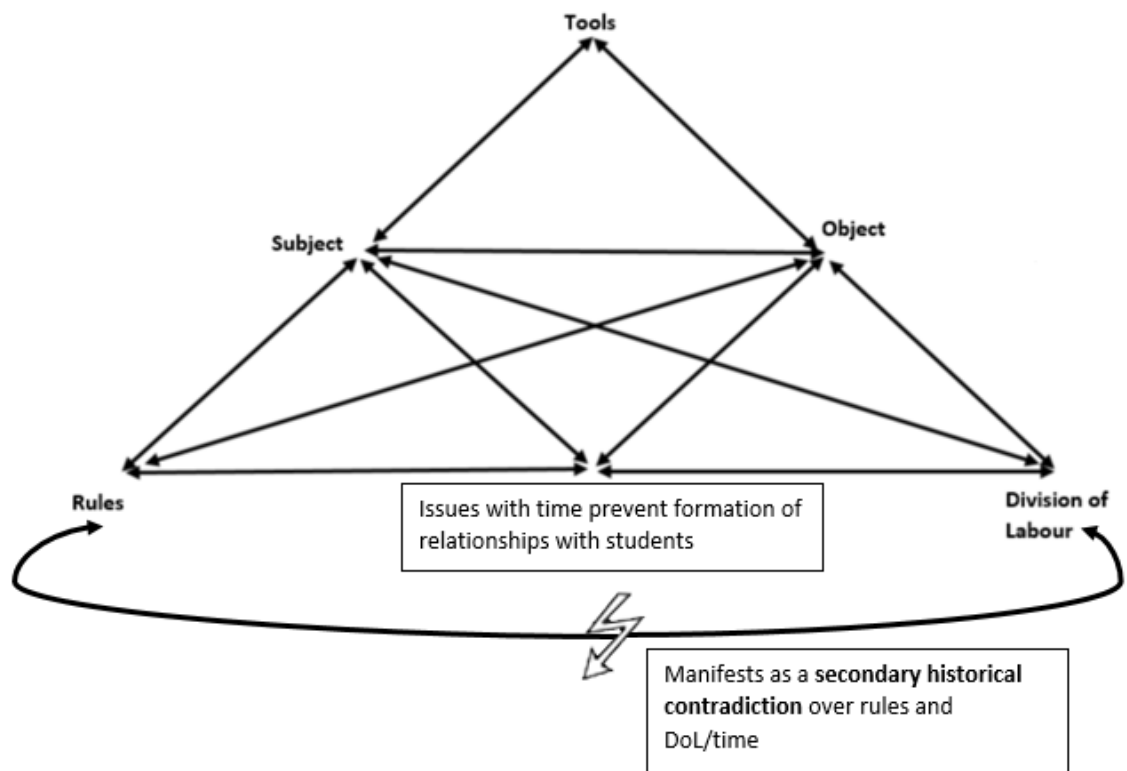 Tools
Subject
Object
Rules
Issues with time prevent formation of
relationships with students
Division of
Labour
Manifests as a secondary historical
contradiction over rules and
DoL/time